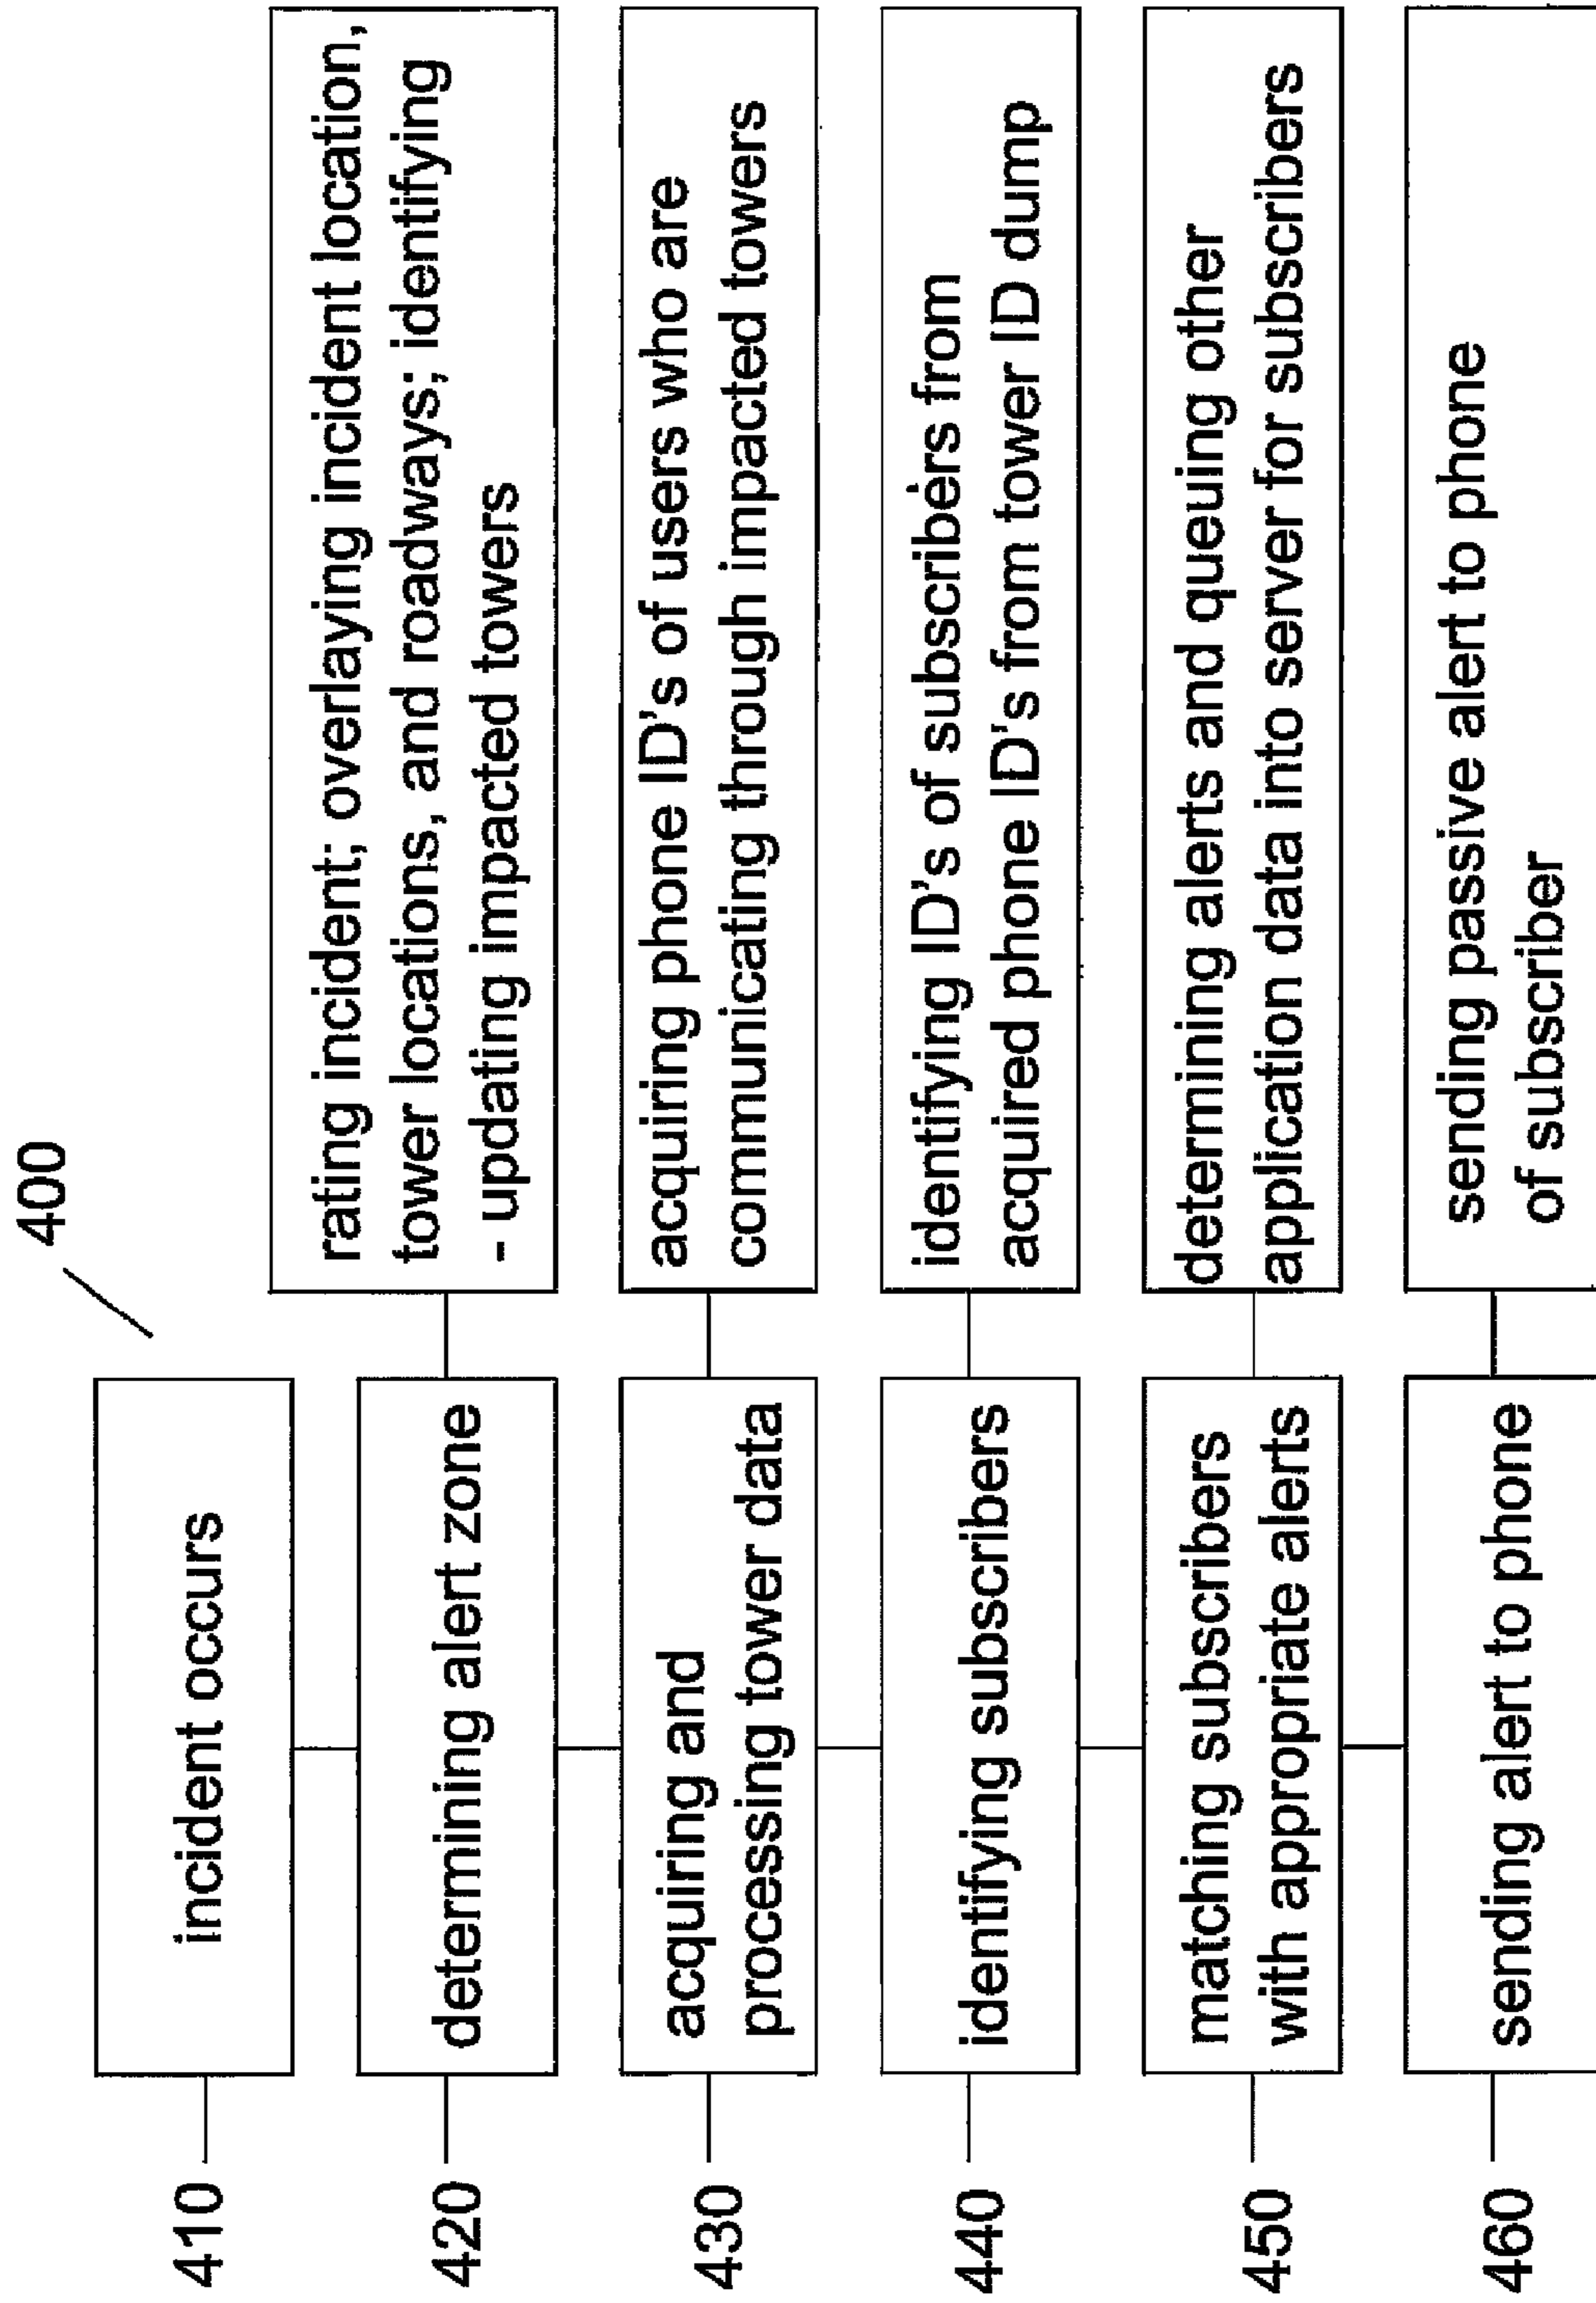 400
410
incident occurs
420
determining alert zone
rating incident; overlaying incident location,
tower locations, and roadways; identifying
- updating impacted towers
430
acquiring and
processing tower data
acquiring phone ID's of users who are
communicating through impacted towers
440
identifying subscribers
identifying ID's of subscribers from
acquired phone ID's from tower ID dump
450
matching subscribers
with appropriate alerts
determining alerts and queuing other
application data into server for subscribers
460
sending alert to phone
sending passive alert to phone
of subscriber